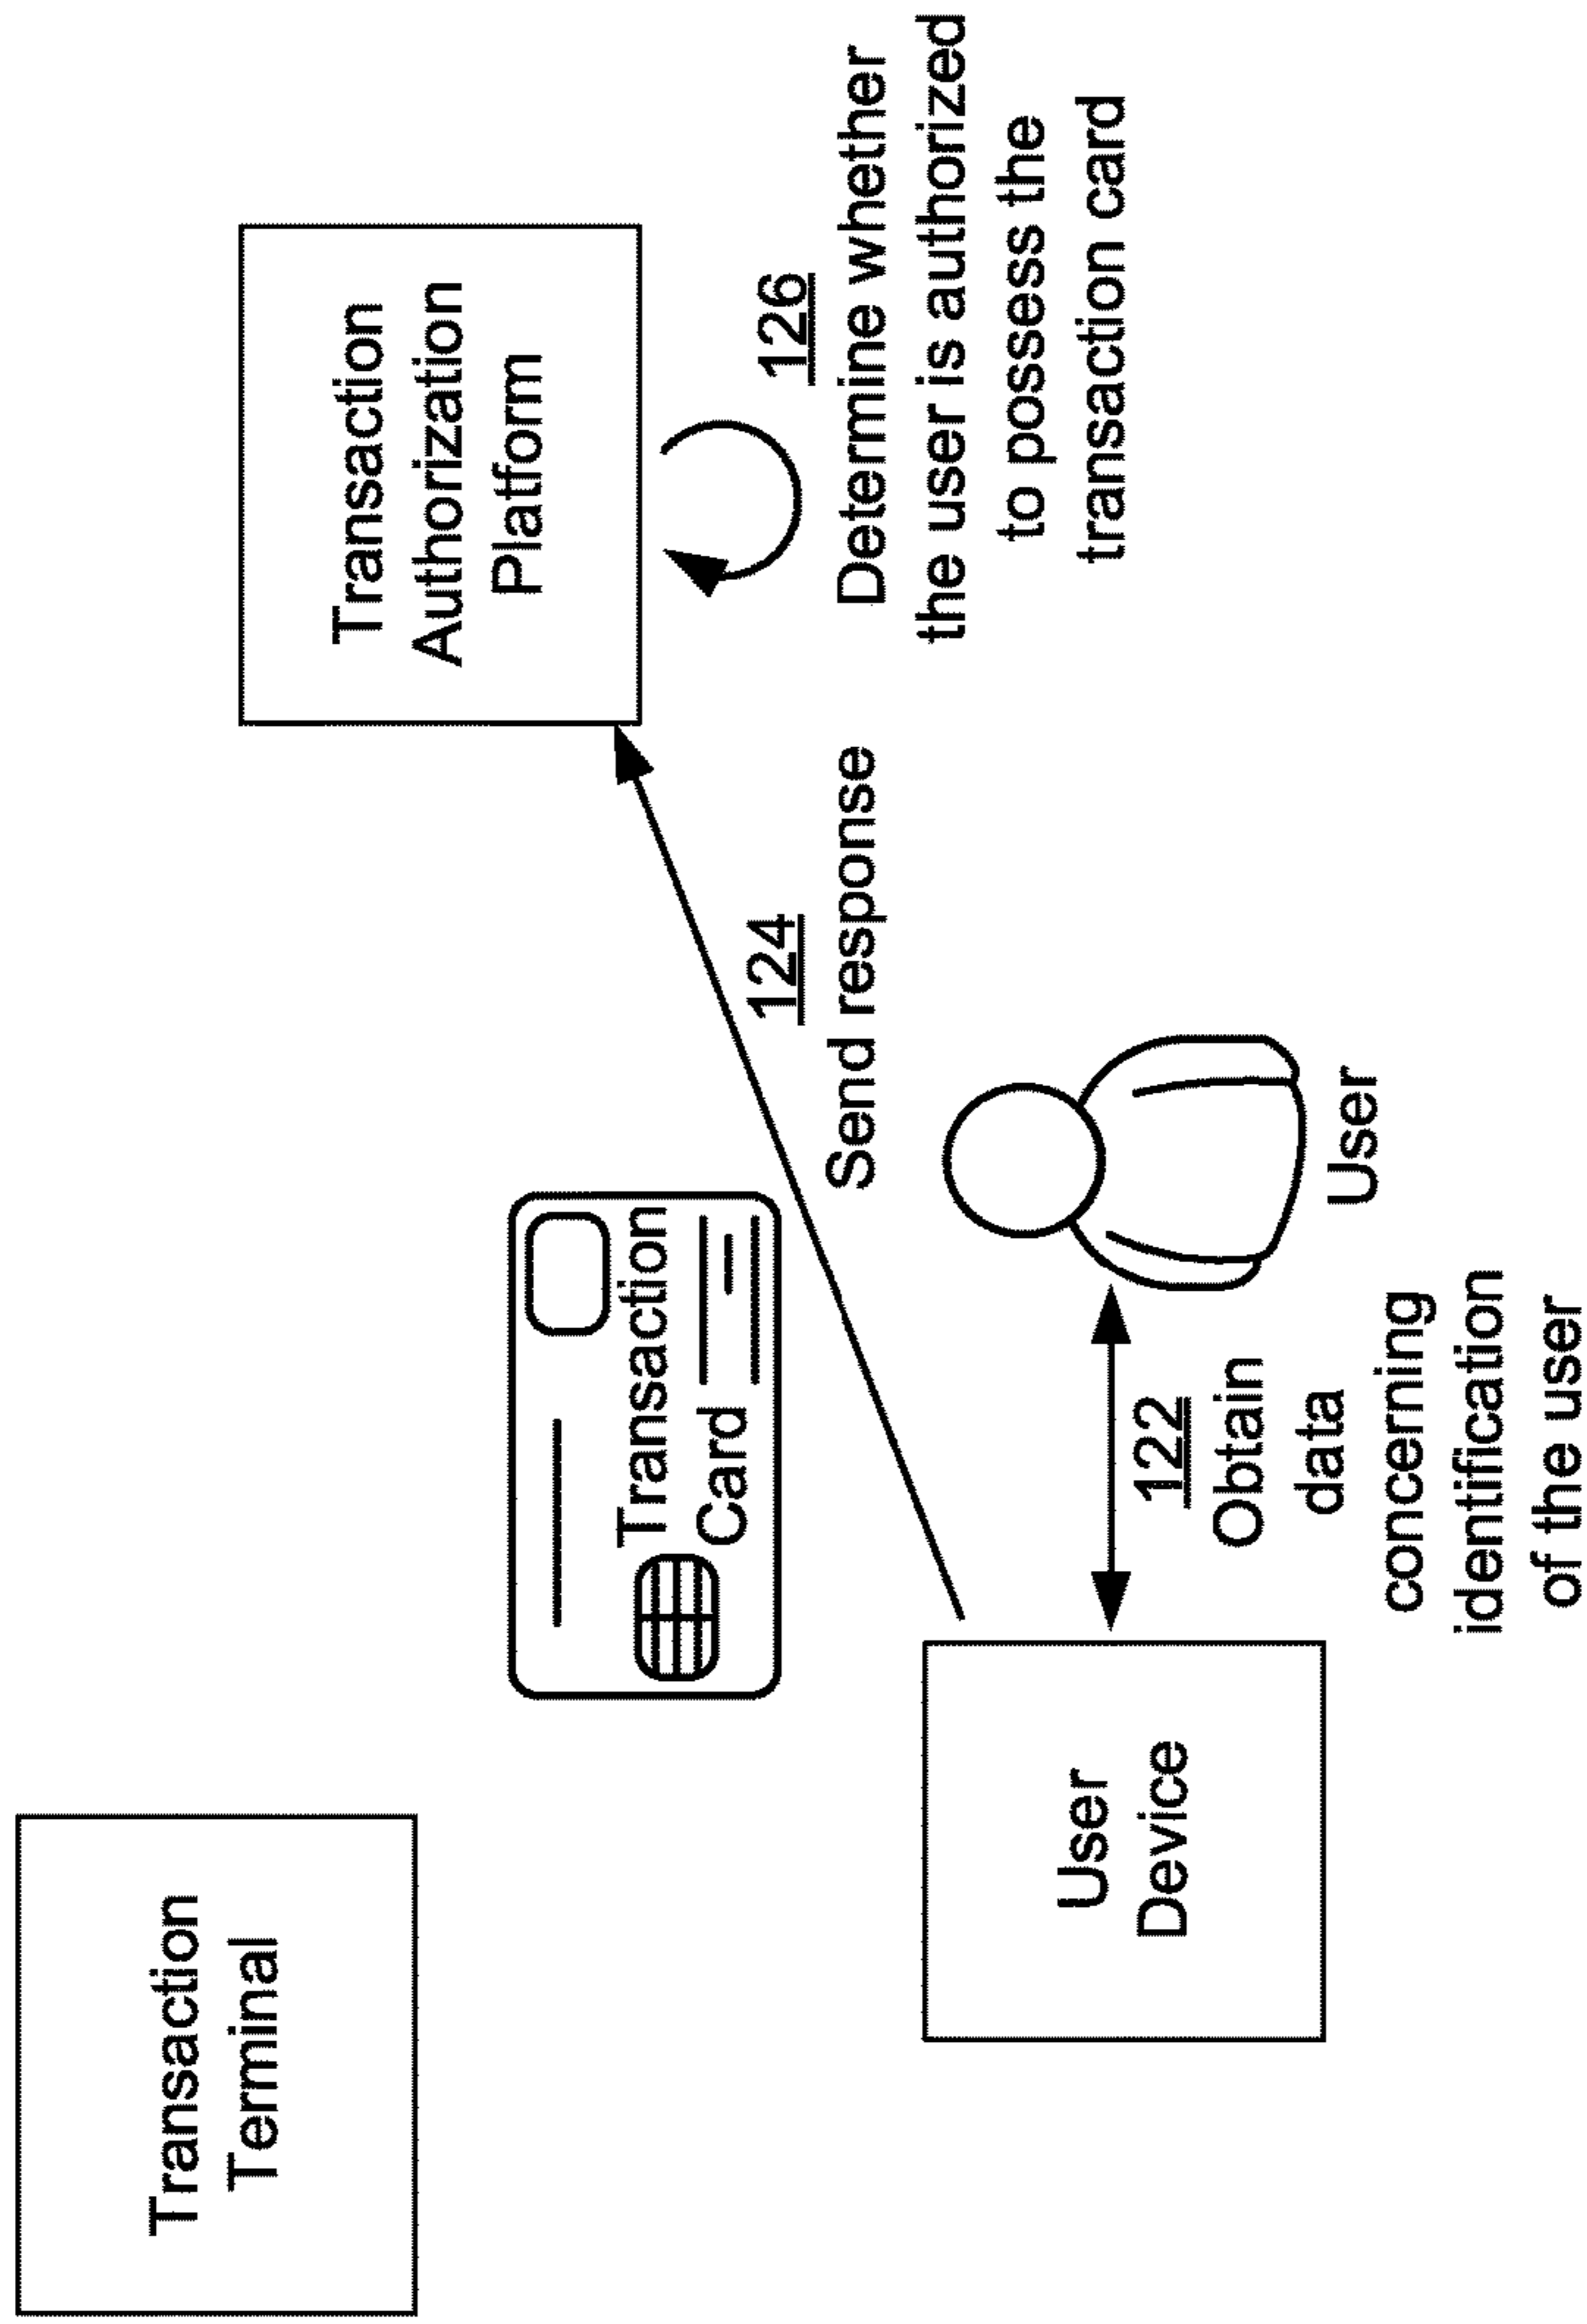 Transaction
Terminal
Transaction
Authorization
Platform
Transaction
Card
124
Send response
126
Determine whether
the user is authorized
to possess the
transaction card
User
Device
122
Obtain
data
concerning
identification
of the user
User